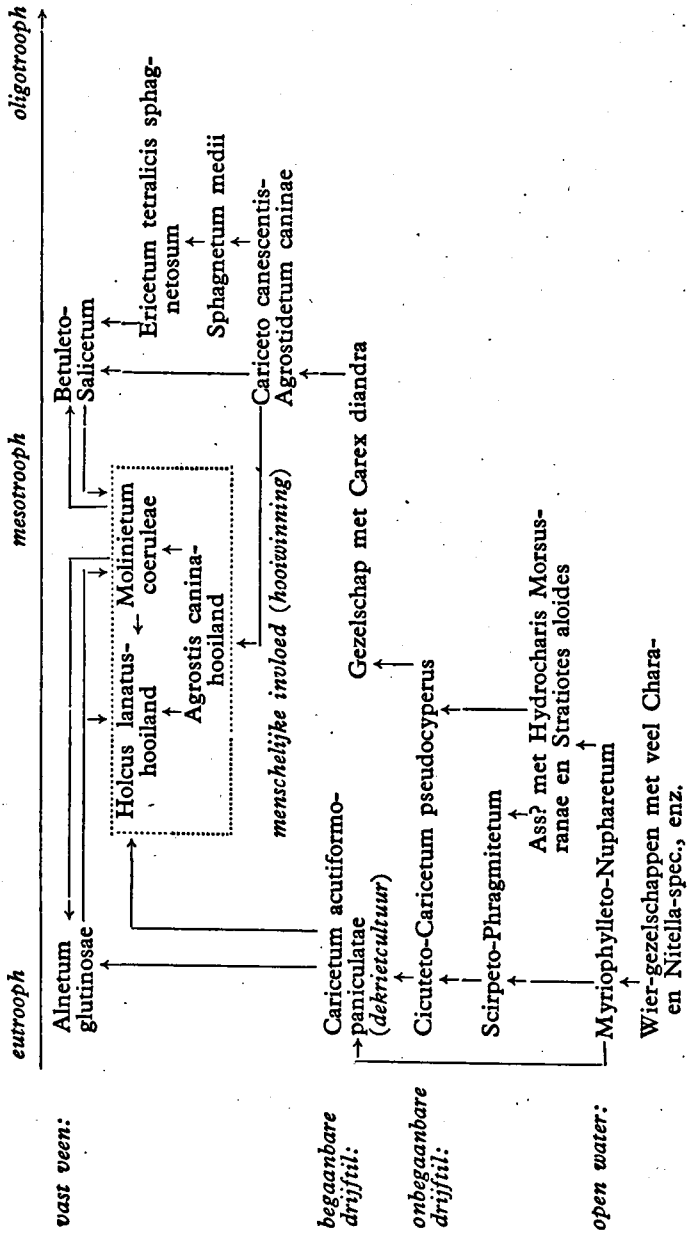 eutrooph mesotrooph oligotrooph
vast veen:
Alnetum
glutinosae
Holcus lanatus-
hooiland
Molinietum
coeruleae
Agrostis canina-
hooiland
Betuleto-
Salicetum
Ericetum tetralicis sphag-
netosum
Sphagnetum medii
menschelijke invloed (hooiwinning)
Cariceto canescentis-
Agrostidetum caninae
begaanbare
drijftil:
Caricetum acutiformo-
paniculatae
(dekrietcultuur)
Gezelschap met Carex diandra
onbegaanbare
drijftil:
Cicuteto-Caricetum pseudocyperus
Scirpeto-Phragmitetum
Ass? met Hydrocharis Morsus-
ranae en Stratiotes aloides
open water:
Myriophylleto-Nupharetum
Wier-gezelschappen met veel Chara-
en Nitella-spec., enz.